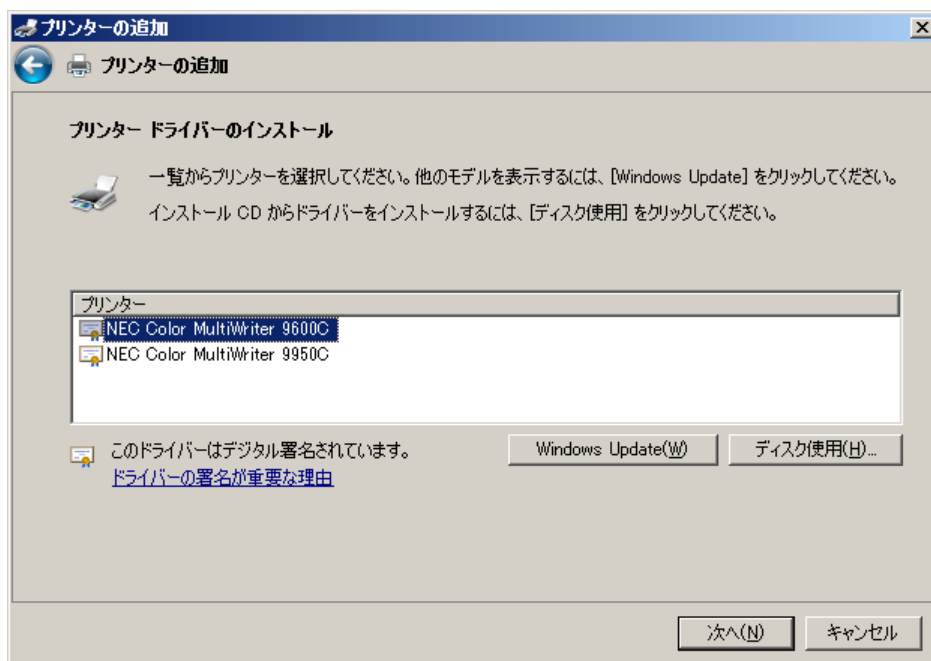 プリンターの追加
プリンターの追加
プリンター ドライバーのインストール
一覧からプリンターを選択してください。他のモデルを表示するには、[Windows Update] をクリックしてください。
インストール CD からドライバーをインストールするには、[ディスク使用] をクリックしてください。
プリンター
NEC Color MultiWriter 9600C
NEC Color MultiWriter 9950C
このドライバーはデジタル署名されています。
ドライバーの署名が重要な理由
Windows Update(W)
ディスク使用(H)...
次へ(N)
キャンセル